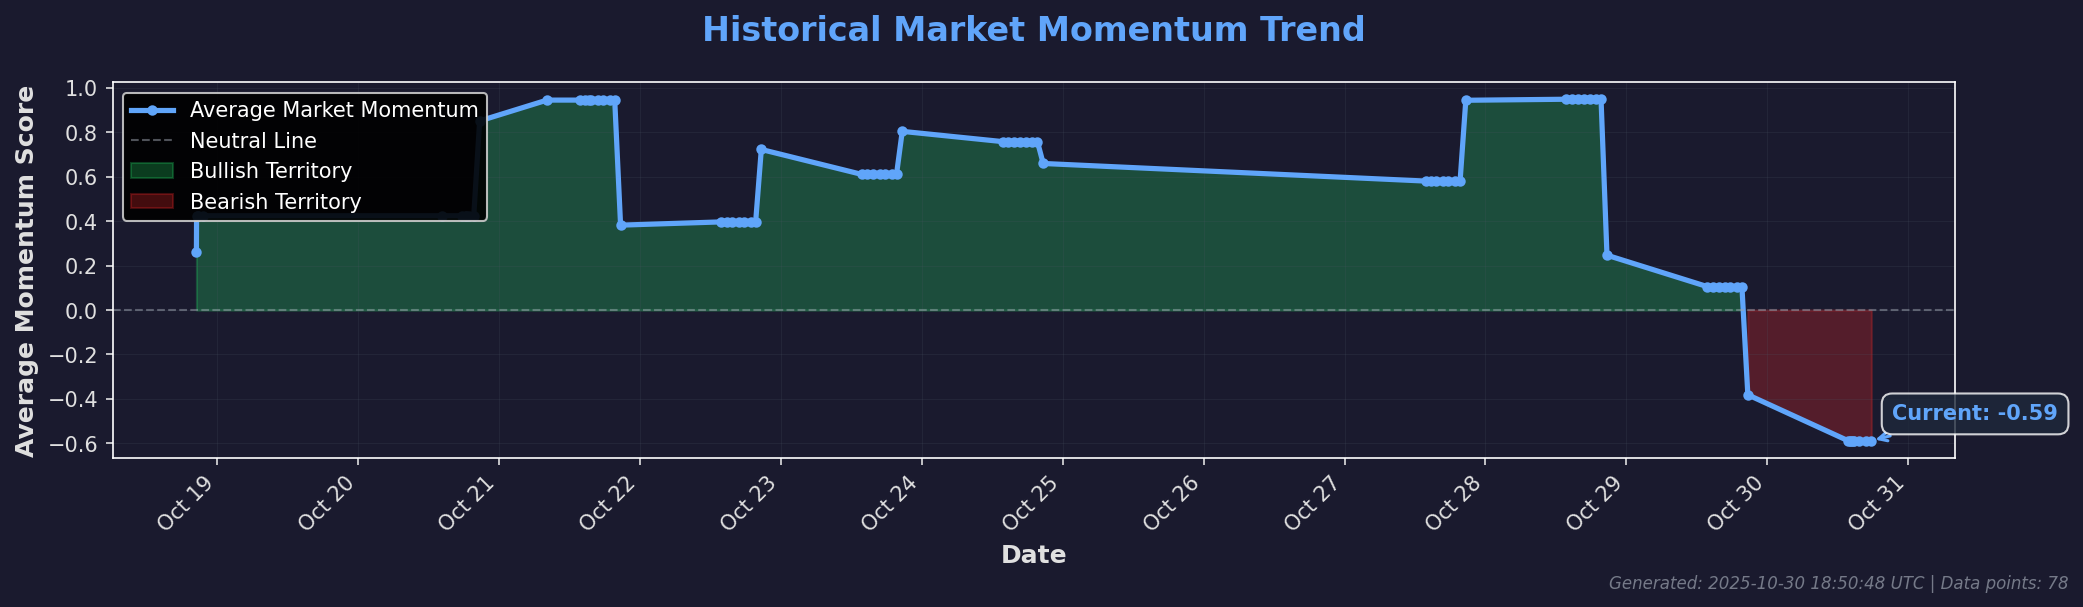 Historical Market Momentum Trend
Average Momentum Score
1.0
0.8
0.6
0.4
0.2
0.0
−0.2
−0.4
−0.6
Average Market Momentum
Neutral Line
Bullish Territory
Bearish Territory
Current: -0.59
Oct 19
Oct 20
Oct 21
Oct 22
Oct 23
Oct 24
Oct 25
Oct 26
Oct 27
Oct 28
Oct 29
Oct 30
Oct 31
Date
Generated: 2025-10-30 18:50:48 UTC | Data points: 78